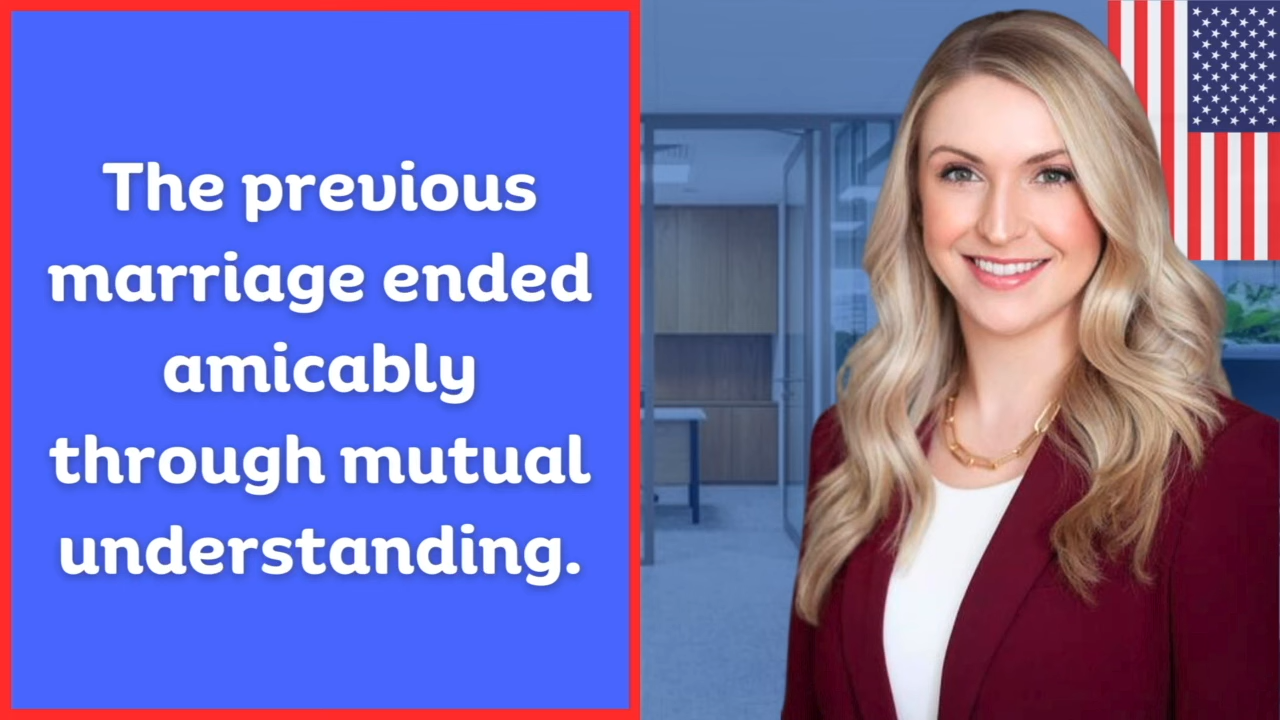 The previous
marriage ended
amicably
through mutual
understanding.